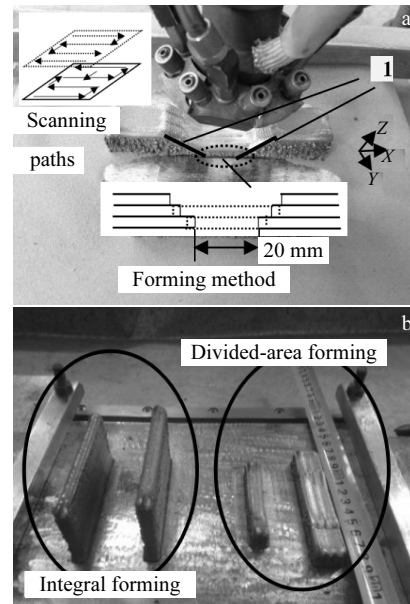 a
1
Scanning
paths
Z
X
Y
20 mm
Forming method
b
Divided-area forming
Integral forming